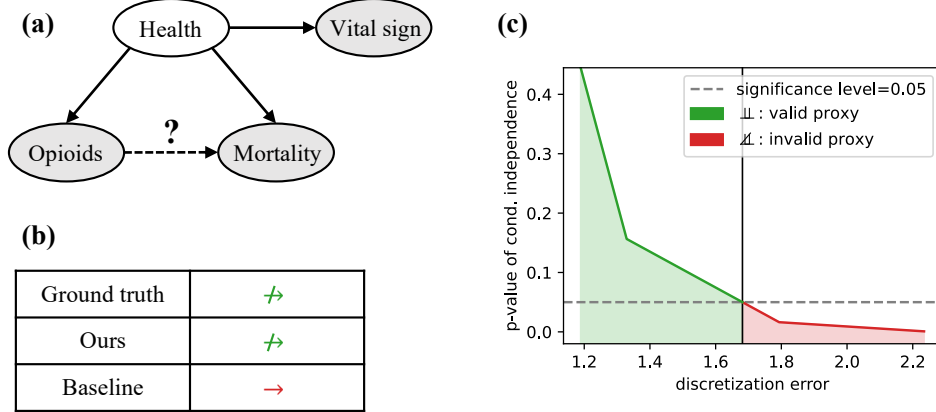 (a)
Health
Vital sign
?
Opioids
Mortality
(b)
Ground truth ↛
Ours ↛
Baseline →
(c)
p-value of cond. independence
0.4
0.3
0.2
0.1
0.0
significance level=0.05
⫫ : valid proxy
⫫̸ : invalid proxy
1.2 1.4 1.6 1.8 2.0 2.2
discretization error